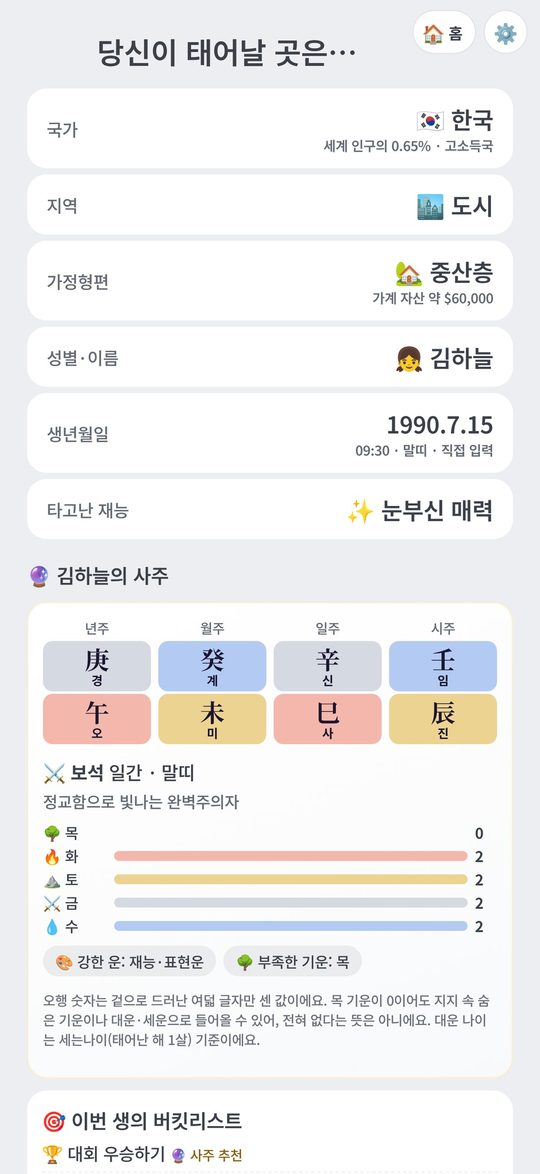 홈
당신이 태어날 곳은…
국가
한국
세계 인구의 0.65% · 고소득국
지역
도시
가정형편
중산층
가계 자산 약 $60,000
성별·이름
김하늘
생년월일
1990.7.15
09:30 · 말띠 · 직접 입력
타고난 재능
눈부신 매력
김하늘의 사주
년주 월주 일주 시주
庚 癸 辛 壬
경 계 신 임
午 未 巳 辰
오 미 사 진
보석 일간 · 말띠
정교함으로 빛나는 완벽주의자
목 0
화 2
토 2
금 2
수 2
강한 운: 재능·표현운 부족한 기운: 목
오행 숫자는 겉으로 드러난 여덟 글자만 센 값이에요. 목 기운이 0이어도 지지 속 숨
은 기운이나 대운·세운으로 들어올 수 있어, 전혀 없다는 뜻은 아니에요. 대운 나이
는 세는나이(태어난 해 1살) 기준이에요.
이번 생의 버킷리스트
대회 우승하기 사주 추천